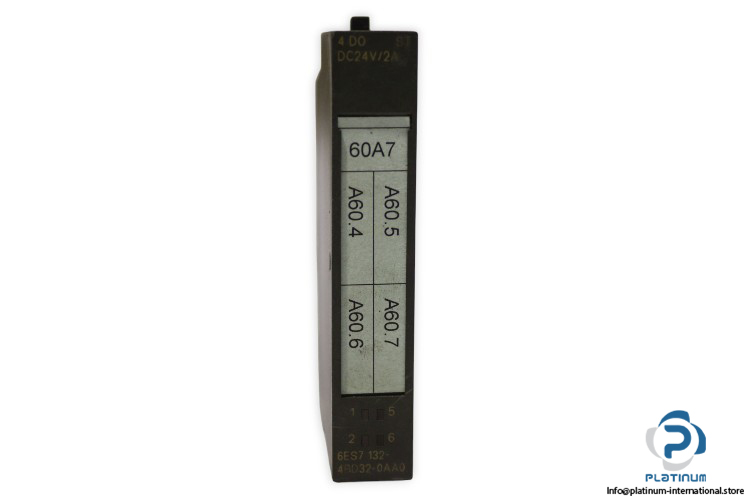 4 DO ST
DC24V/2A
60A7
A60.4
A60.5
A60.6
A60.7
1 5
2 6
6ES7 132-
4BD32-0AA0
PLATINUM
Info@platinum-international.store